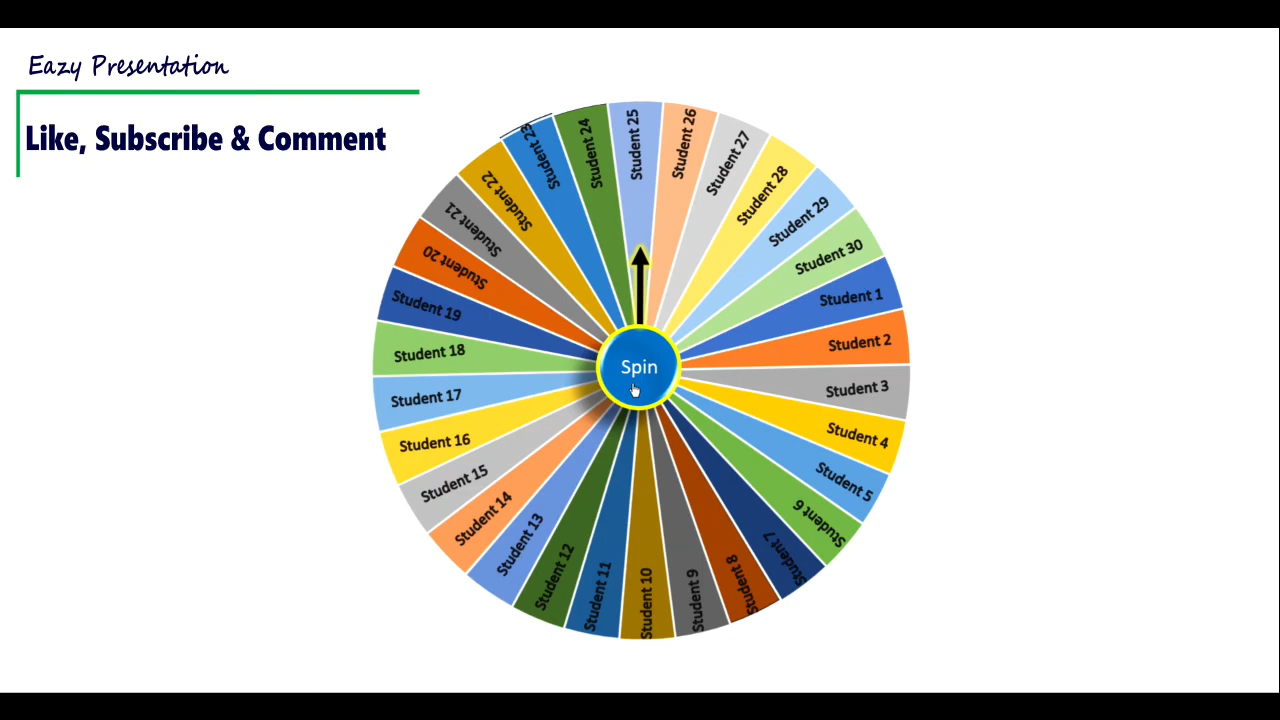 Eazy Presentation
Like, Subscribe & Comment
Student 1
Student 2
Student 3
Student 4
Student 5
Student 6
Student 7
Student 8
Student 9
Student 10
Student 11
Student 12
Student 13
Student 14
Student 15
Student 16
Student 17
Student 18
Student 19
Student 20
Student 21
Student 22
Student 23
Student 24
Student 25
Student 26
Student 27
Student 28
Student 29
Student 30
Spin